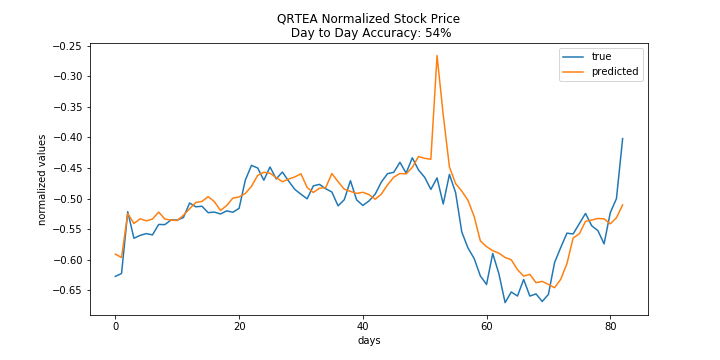 QRTEA Normalized Stock Price
Day to Day Accuracy: 54%
true
predicted
normalized values
−0.25
−0.30
−0.35
−0.40
−0.45
−0.50
−0.55
−0.60
−0.65
0
20
40
60
80
days